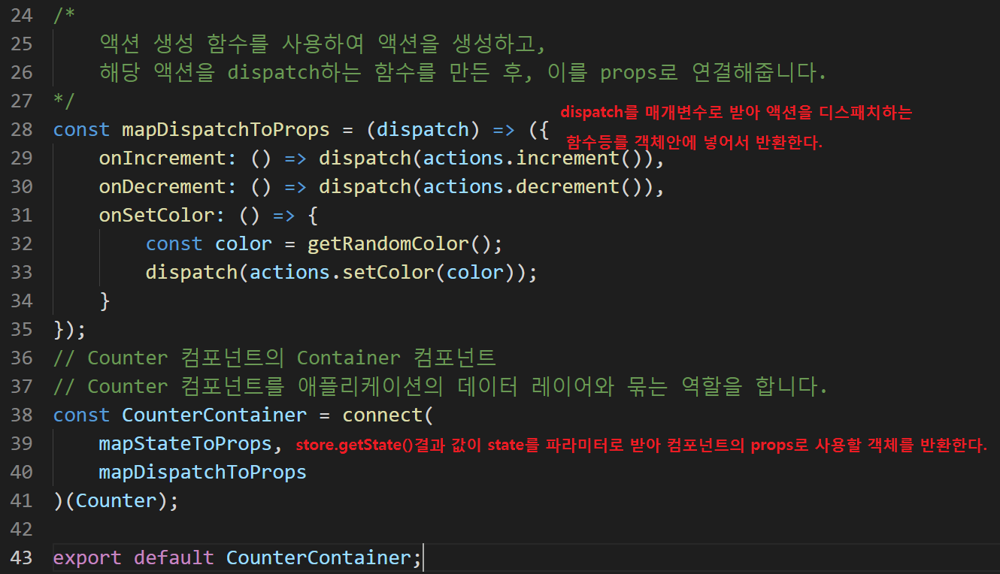 24 /*
25 액션 생성 함수를 사용하여 액션을 생성하고,
26 해당 액션을 dispatch하는 함수를 만든 후, 이를 props로 연결해줍니다.
27 */
dispatch를 매개변수로 받아 액션을 디스패치하는
28 const mapDispatchToProps = (dispatch) => ({
함수등를 객체안에 넣어서 반환한다.
29 onIncrement: () => dispatch(actions.increment()),
30 onDecrement: () => dispatch(actions.decrement()),
31 onSetColor: () => {
32 const color = getRandomColor();
33 dispatch(actions.setColor(color));
34 }
35 });
36 // Counter 컴포넌트의 Container 컴포넌트
37 // Counter 컴포넌트를 애플리케이션의 데이터 레이어와 묶는 역할을 합니다.
38 const CounterContainer = connect(
39 mapStateToProps, store.getState()결과 값이 state를 파라미터로 받아 컴포넌트의 props로 사용할 객체를 반환한다.
40 mapDispatchToProps
41 )(Counter);
42
43 export default CounterContainer;